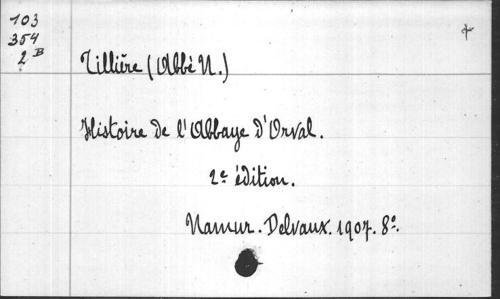 103
354
2 B
Tillière (Abbé N.)
Histoire de l'Abbaye d'Orval.
2e édition.
Namur. Delvaux. 1907. 8°.